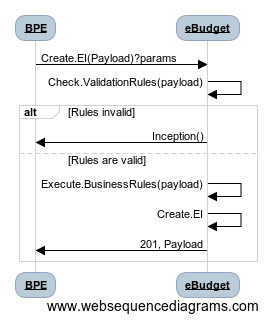 BPE eBudget
Create.EI(Payload)?params
Check.ValidationRules(payload)
alt [Rules invalid]
Inception()
[Rules are valid]
Execute.BusinessRules(payload)
Create.EI
201, Payload
BPE eBudget
www.websequencediagrams.com